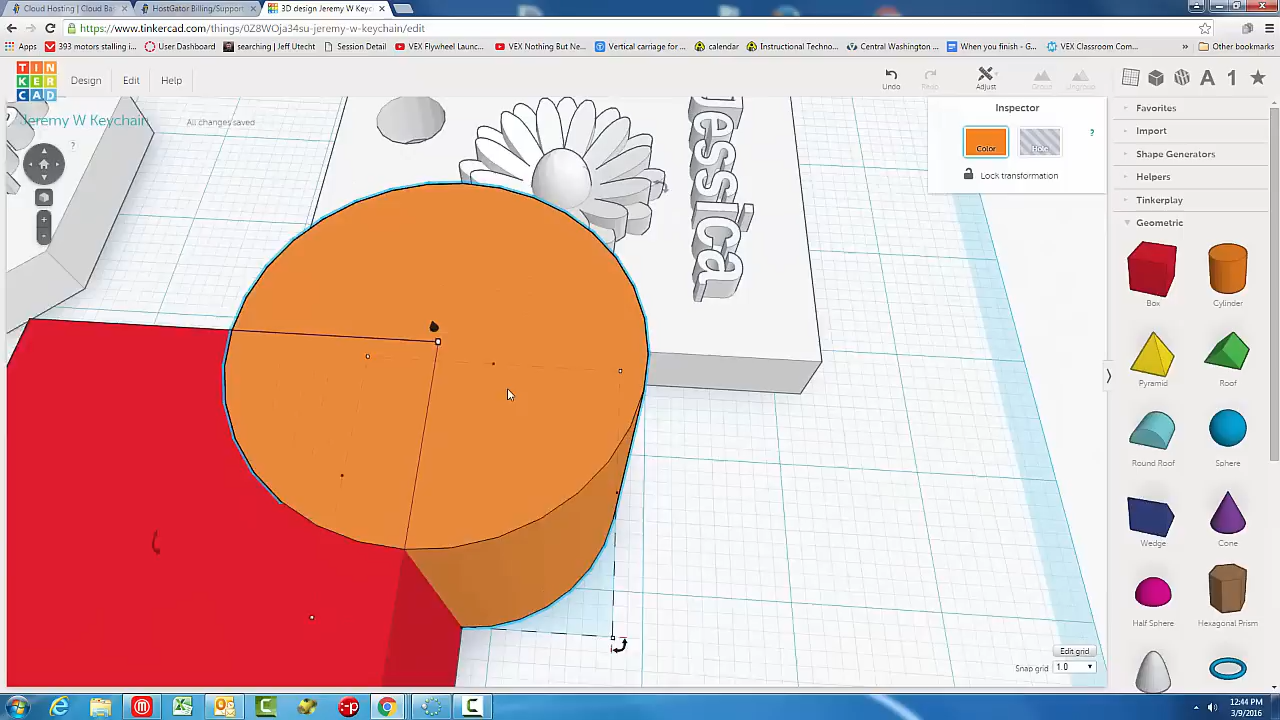 Cloud Hosting | Cloud Ba
HostGator Billing/Support
3D design Jeremy W Keyc
https://www.tinkercad.com/things/0Z8WOja34su-jeremy-w-keychain/edit
Apps
393 motors stalling in...
User Dashboard
searching | Jeff Utecht
Session Detail
VEX Flywheel Launc...
VEX Nothing But Ne...
Vertical carriage for ...
calendar
Instructional Techno...
Central Washington ...
When you finish - G...
VEX Classroom Com...
Other bookmarks
TIN
KER
CAD
Design
Edit
Help
Undo
Redo
Adjust
Group
Ungroup
Jeremy W Keychain
All changes saved
?
Inspector
Color
Hole
?
Lock transformation
Jessica
Favorites
Import
Shape Generators
Helpers
Tinkerplay
Geometric
Box
Cylinder
Pyramid
Roof
Round Roof
Sphere
Wedge
Cone
Half Sphere
Hexagonal Prism
Edit grid
Snap grid
1.0
12:44 PM
3/9/2016